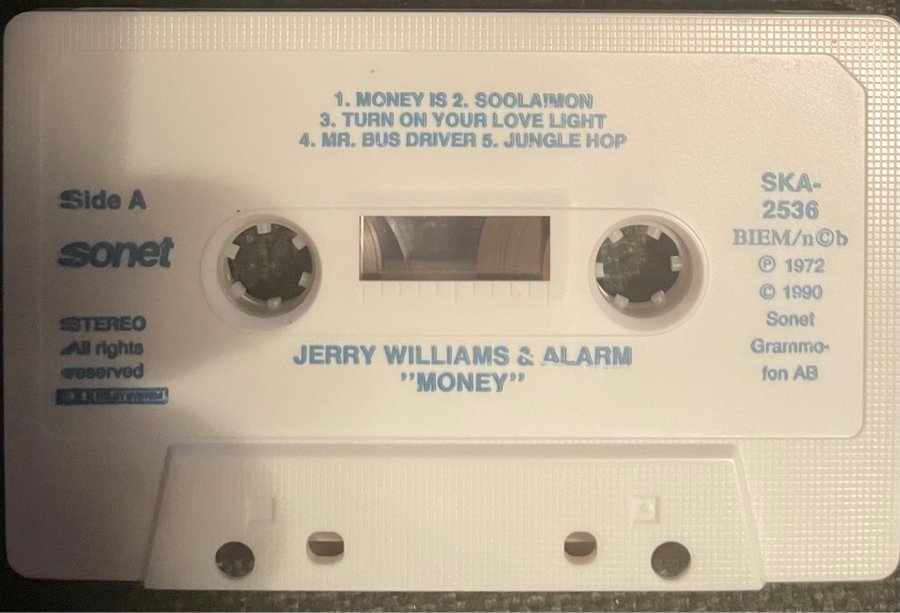 1. MONEY IS 2. SOOLAIMON
3. TURN ON YOUR LOVE LIGHT
4. MR. BUS DRIVER 5. JUNGLE HOP
Side A
sonet
STEREO
All rights
reserved
SKA-
2536
BIEM/n©b
℗ 1972
© 1990
Sonet
Grammo-
fon AB
JERRY WILLIAMS & ALARM
"MONEY"